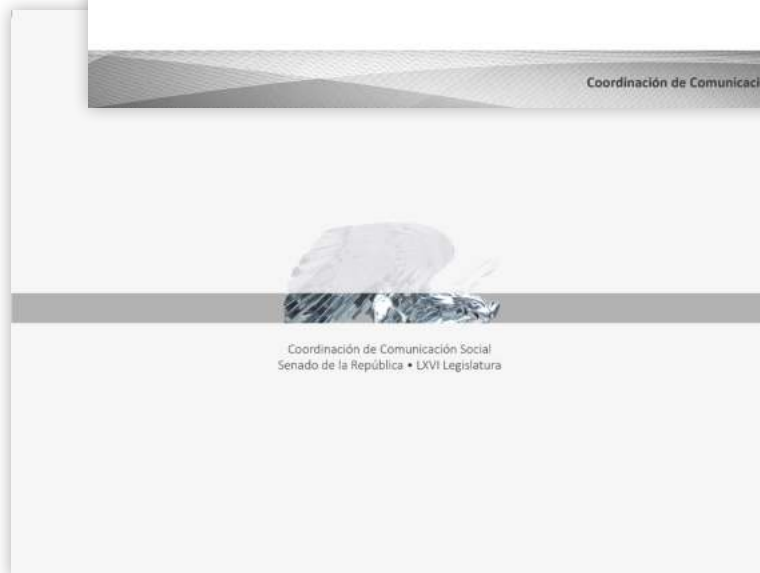 Coordinación de Comunicaci
Coordinación de Comunicación Social
Senado de la República • LXVI Legislatura